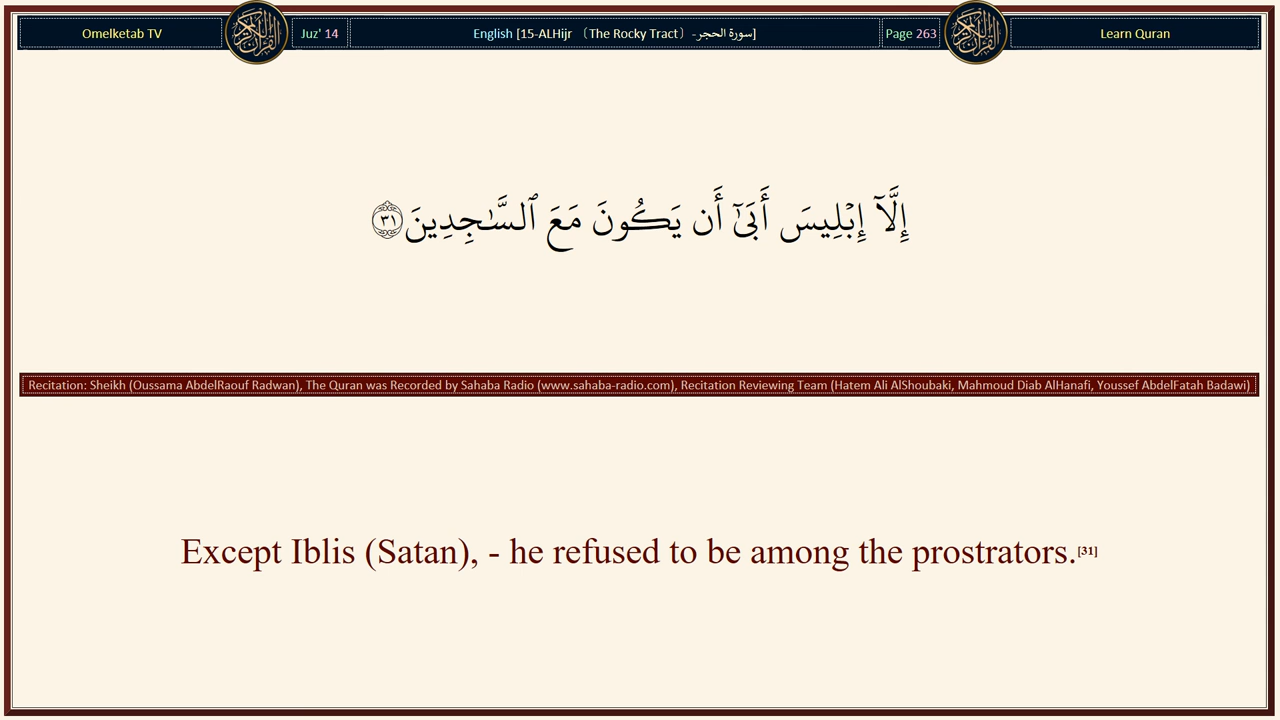 Omelketab TV
Juz' 14
English [15-ALHijr （The Rocky Tract）-سورة الحجر]
Page 263
Learn Quran
إِلَّآ إِبْلِيسَ أَبَىٰٓ أَن يَكُونَ مَعَ ٱلسَّـٰجِدِينَ ٣١
Recitation: Sheikh (Oussama AbdelRaouf Radwan), The Quran was Recorded by Sahaba Radio (www.sahaba-radio.com), Recitation Reviewing Team (Hatem Ali AlShoubaki, Mahmoud Diab AlHanafi, Youssef AbdelFatah Badawi)
Except Iblis (Satan), - he refused to be among the prostrators.[31]